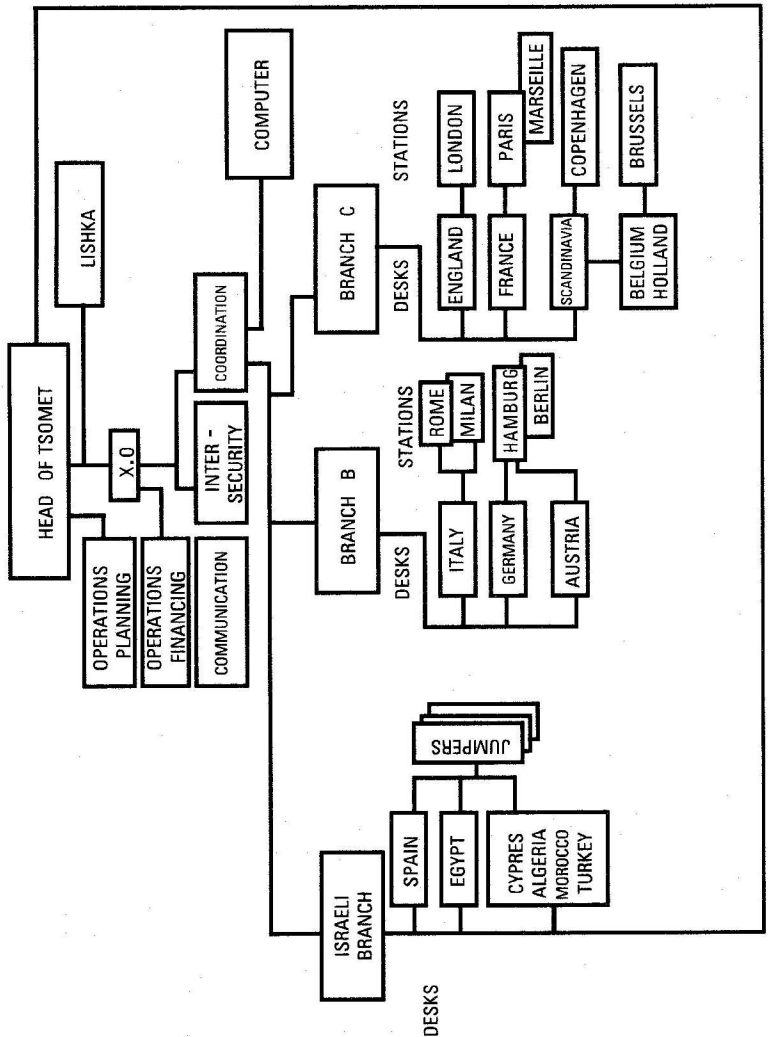 HEAD OF TSOMET
LISHKA
OPERATIONS
PLANNING
X.O
OPERATIONS
FINANCING
COMMUNICATION
INTER-
SECURITY
COORDINATION
COMPUTER
ISRAELI
BRANCH
DESKS
SPAIN
EGYPT
CYPRES
ALGERIA
MOROCCO
TURKEY
JUMPERS
BRANCH B
DESKS
STATIONS
ITALY
ROME
MILAN
GERMANY
HAMBURG
BERLIN
AUSTRIA
BRANCH C
DESKS
STATIONS
ENGLAND
LONDON
FRANCE
PARIS
MARSEILLE
SCANDINAVIA
COPENHAGEN
BELGIUM
HOLLAND
BRUSSELS